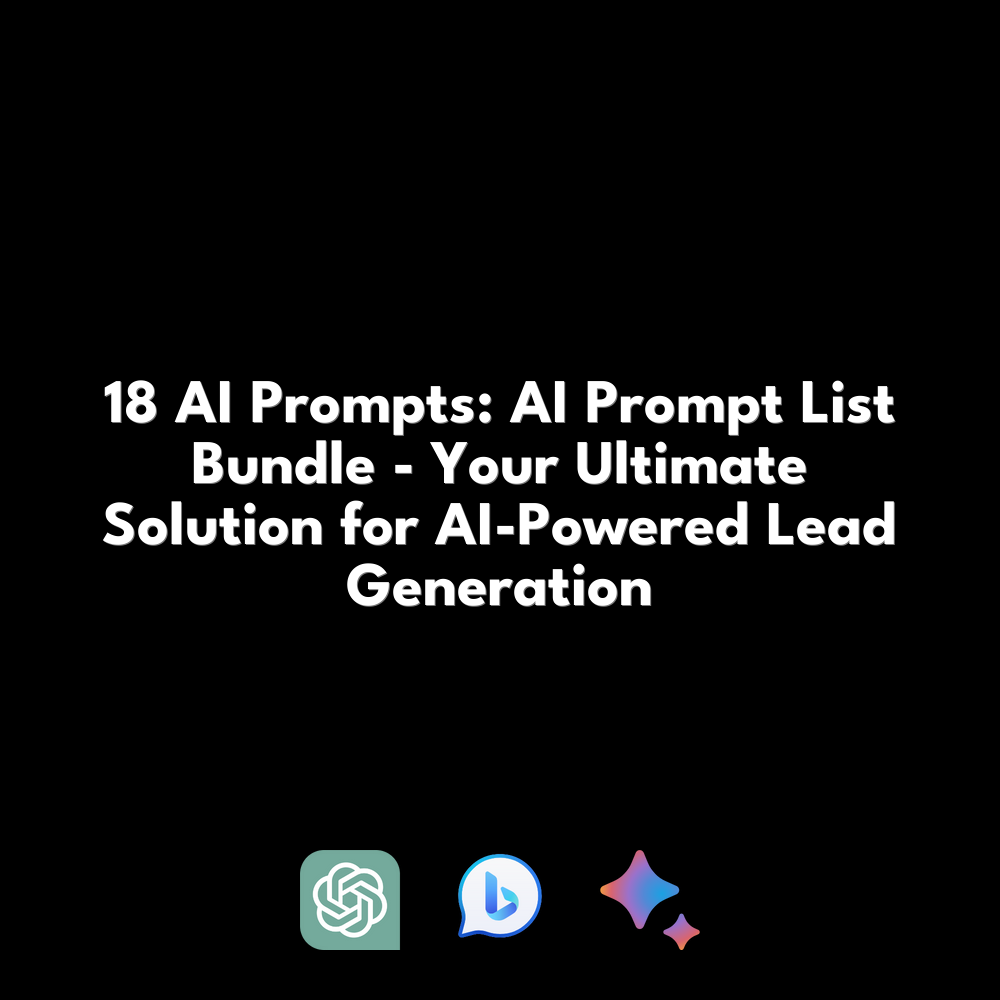 18 AI Prompts: AI Prompt List
Bundle - Your Ultimate
Solution for AI-Powered Lead
Generation